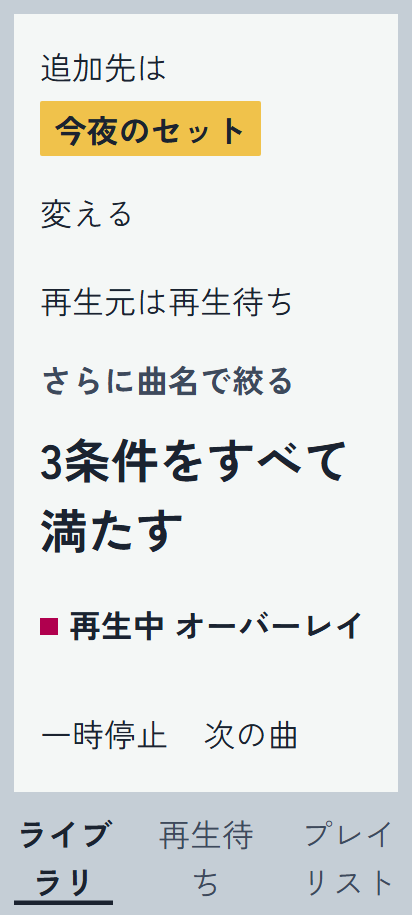 追加先は
今夜のセット
変える
再生元は再生待ち
さらに曲名で絞る
3条件をすべて
満たす
再生中 オーバーレイ
一時停止 次の曲
ライブ
ラリ
再生待
ち
プレイ
リスト